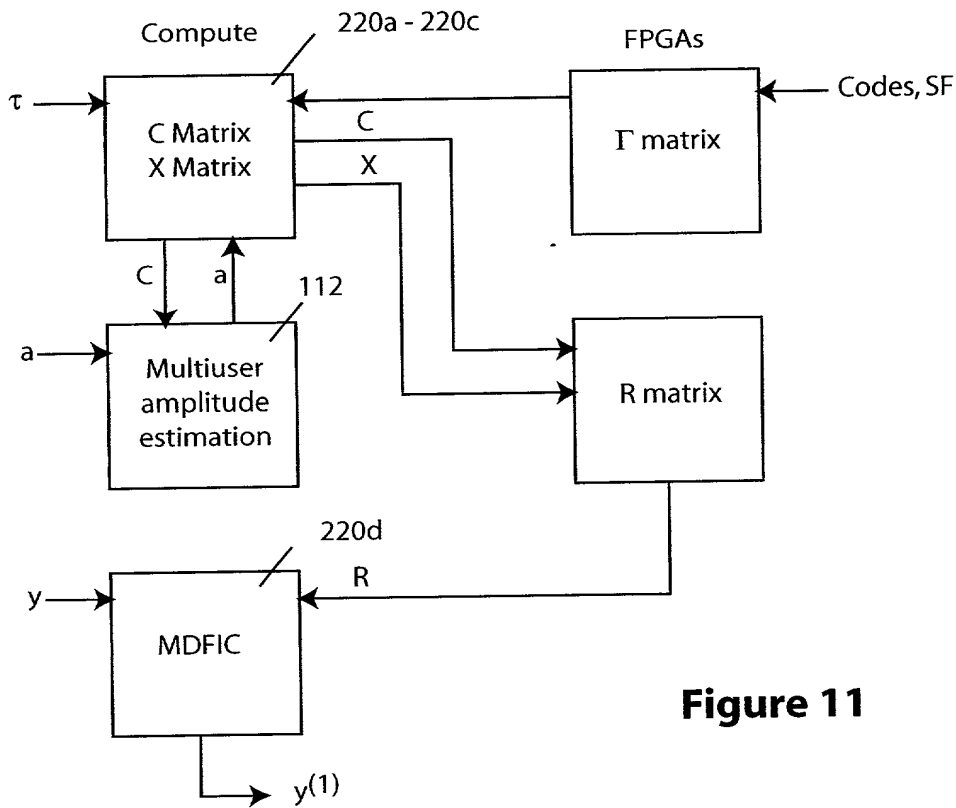 Compute
220a - 220c
FPGAs
τ
C Matrix
X Matrix
Γ matrix
Codes, SF
C
X
C
a
112
a
Multiuser
amplitude
estimation
R matrix
220d
R
y
MDFIC
y(1)
Figure 11